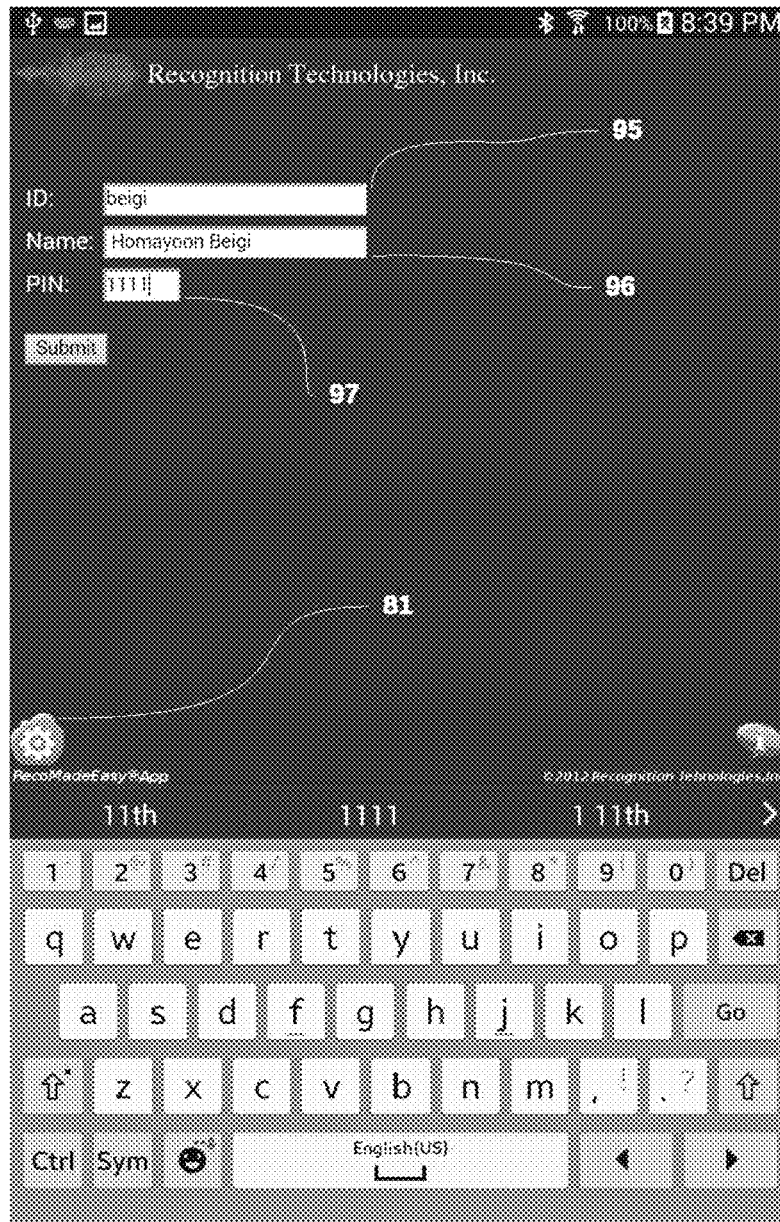 100% 8:39 PM
Recognition Technologies, Inc.
95
ID: beigi
Name: Homayoon Beigi
96
PIN: 1111
Submit
97
81
RecoMadeEasy®App
©2012 Recognition Technologies, In
11th 1111 1 11th
1 2 3 4 5 6 7 8 9 0 Del
q w e r t y u i o p
a s d f g h j k l Go
z x c v b n m , ! . ?
Ctrl Sym English(US)